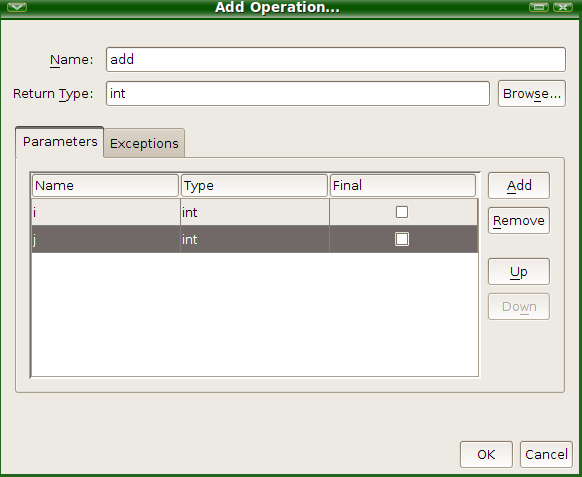 Add Operation...
Name: add
Return Type: int Browse...
Parameters Exceptions
Name Type Final Add
i int
Remove
j int
Up
Down
OK Cancel